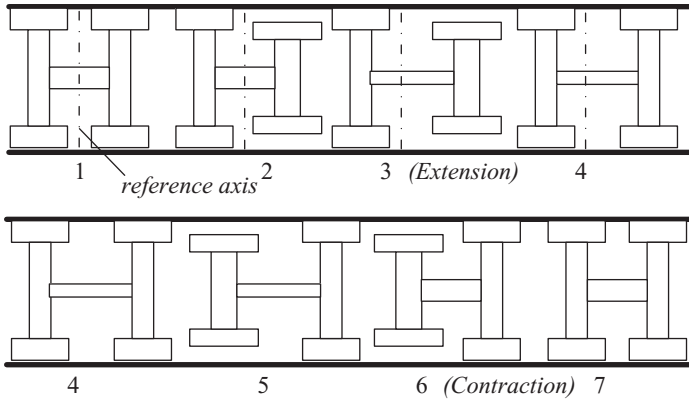 1 2 3 (Extension) 4
reference axis
4 5 6 (Contraction) 7